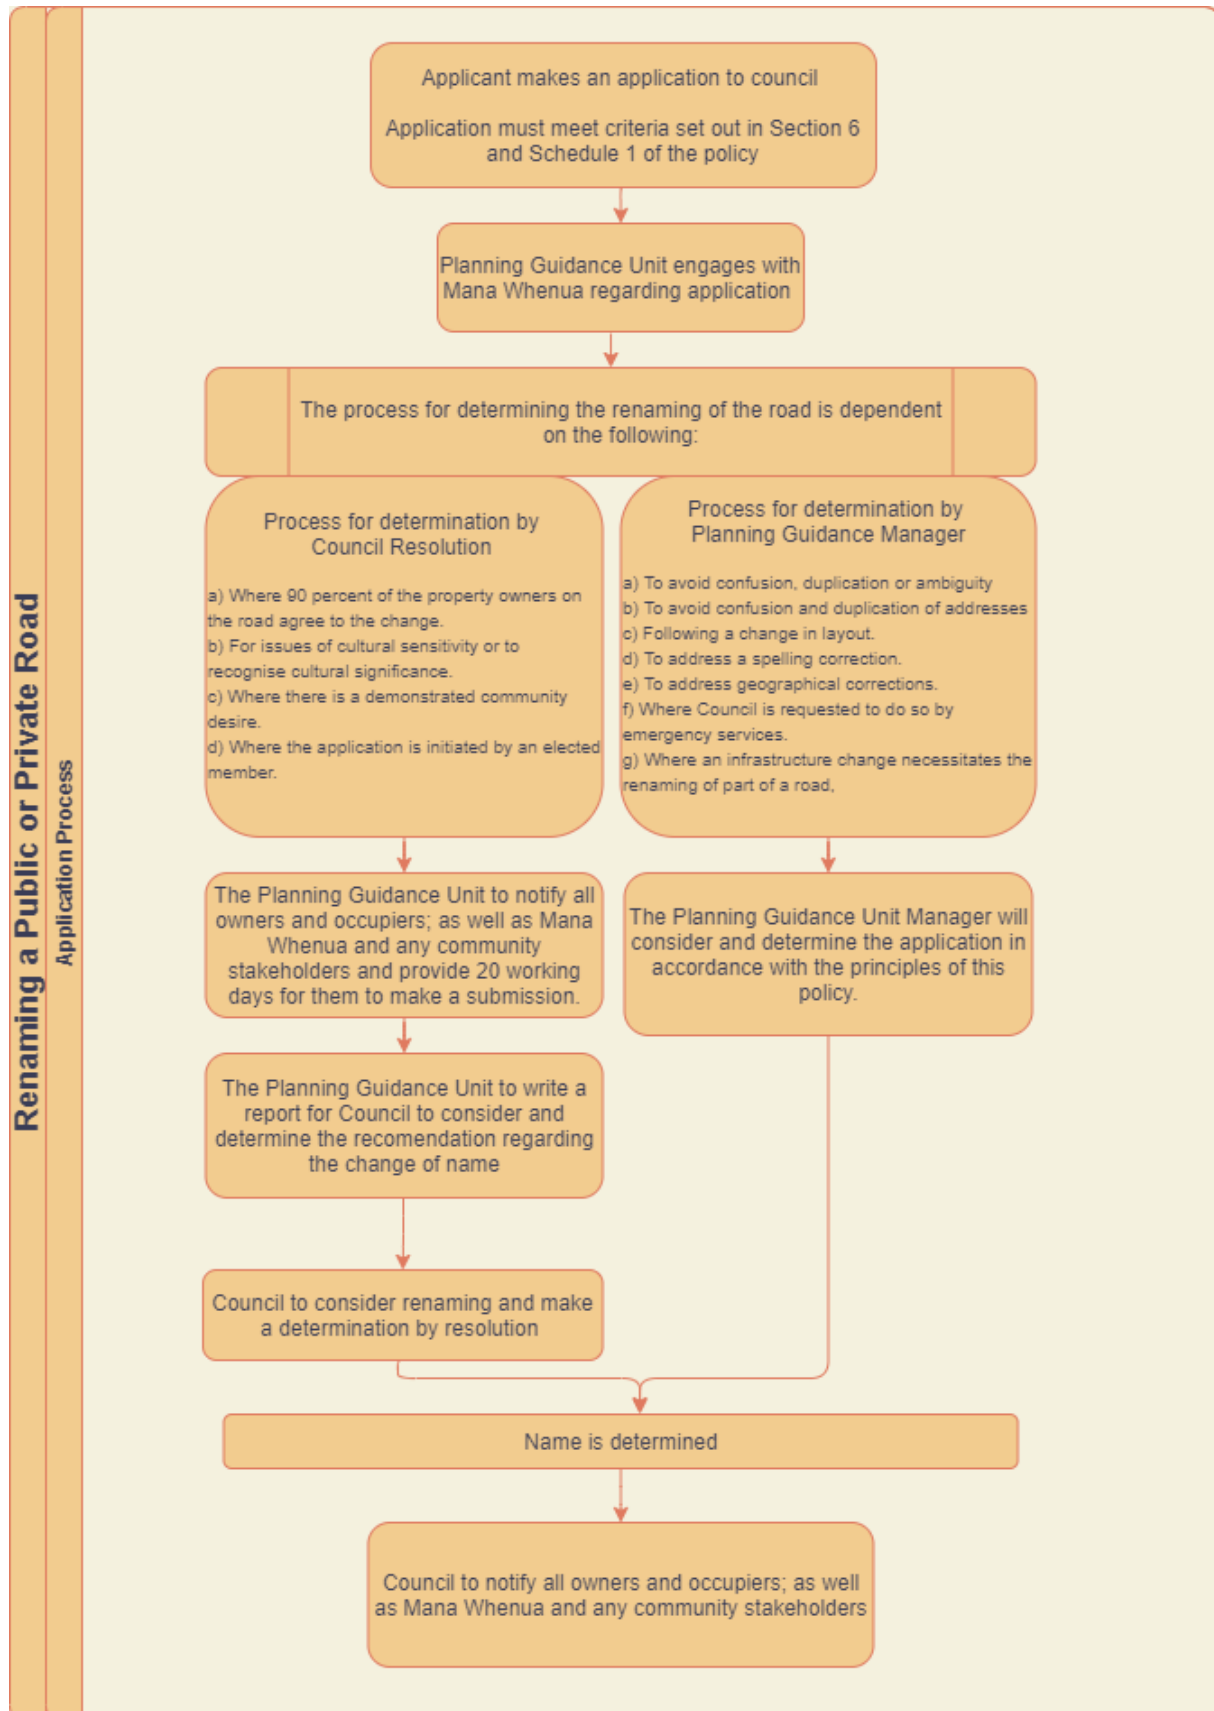 Renaming a Public or Private Road
Application Process
Applicant makes an application to council
Application must meet criteria set out in Section 6
and Schedule 1 of the policy
Planning Guidance Unit engages with
Mana Whenua regarding application
The process for determining the renaming of the road is dependent
on the following:
Process for determination by
Council Resolution
a) Where 90 percent of the property owners on
the road agree to the change.
b) For issues of cultural sensitivity or to
recognise cultural significance.
c) Where there is a demonstrated community
desire.
d) Where the application is initiated by an elected
member.
Process for determination by
Planning Guidance Manager
a) To avoid confusion, duplication or ambiguity
b) To avoid confusion and duplication of addresses
c) Following a change in layout.
d) To address a spelling correction.
e) To address geographical corrections.
f) Where Council is requested to do so by
emergency services.
g) Where an infrastructure change necessitates the
renaming of part of a road,
The Planning Guidance Unit to notify all
owners and occupiers; as well as Mana
Whenua and any community
stakeholders and provide 20 working
days for them to make a submission.
The Planning Guidance Unit Manager will
consider and determine the application in
accordance with the principles of this
policy.
The Planning Guidance Unit to write a
report for Council to consider and
determine the recomendation regarding
the change of name
Council to consider renaming and make
a determination by resolution
Name is determined
Council to notify all owners and occupiers; as well
as Mana Whenua and any community stakeholders